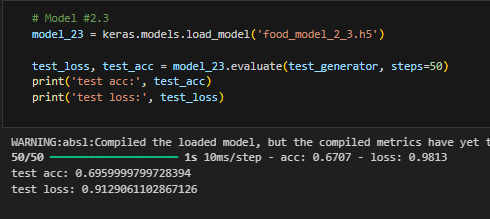 # Model #2.3
model_23 = keras.models.load_model('food_model_2_3.h5')
test_loss, test_acc = model_23.evaluate(test_generator, steps=50)
print('test acc:', test_acc)
print('test loss:', test_loss)
WARNING:absl:Compiled the loaded model, but the compiled metrics have yet t
50/50 ━━━━━━━━━━━━━━━━━━━━ 1s 10ms/step - acc: 0.6707 - loss: 0.9813
test acc: 0.6959999799728394
test loss: 0.9129061102867126